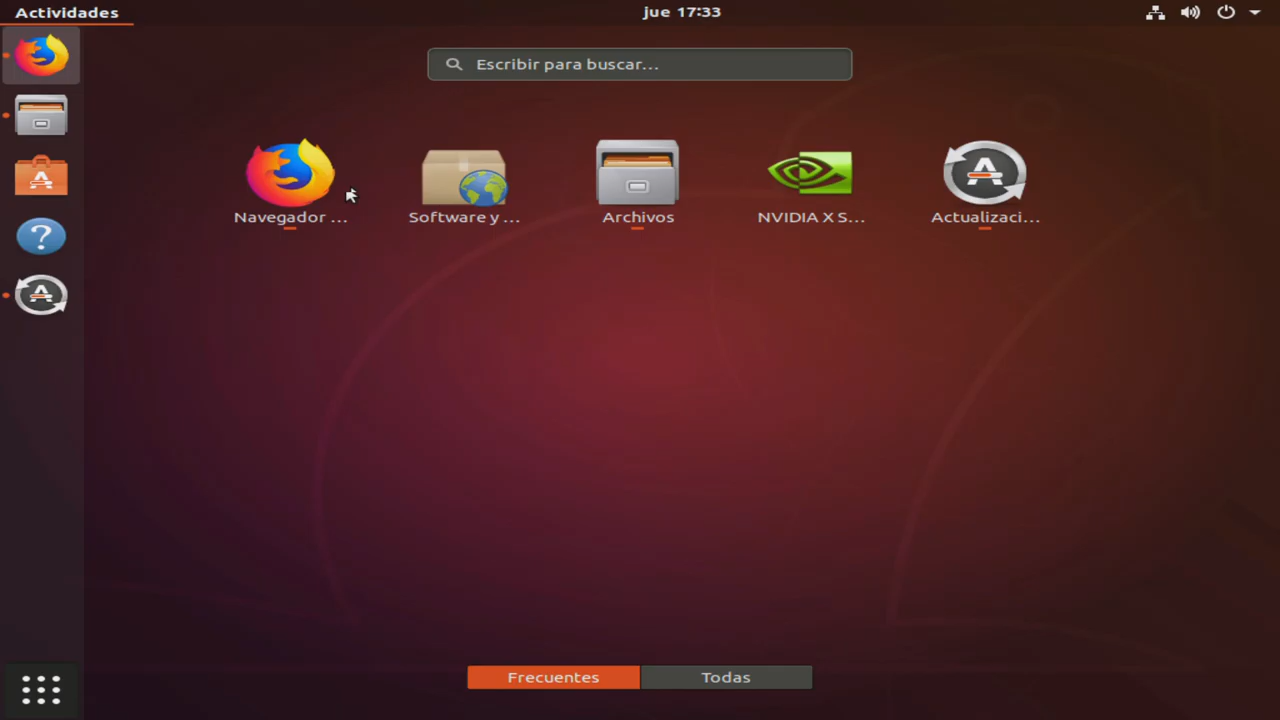 Actividades
jue 17:33
Escribir para buscar...
Navegador ...
Software y ...
Archivos
NVIDIA X S...
Actualizaci...
Frecuentes
Todas